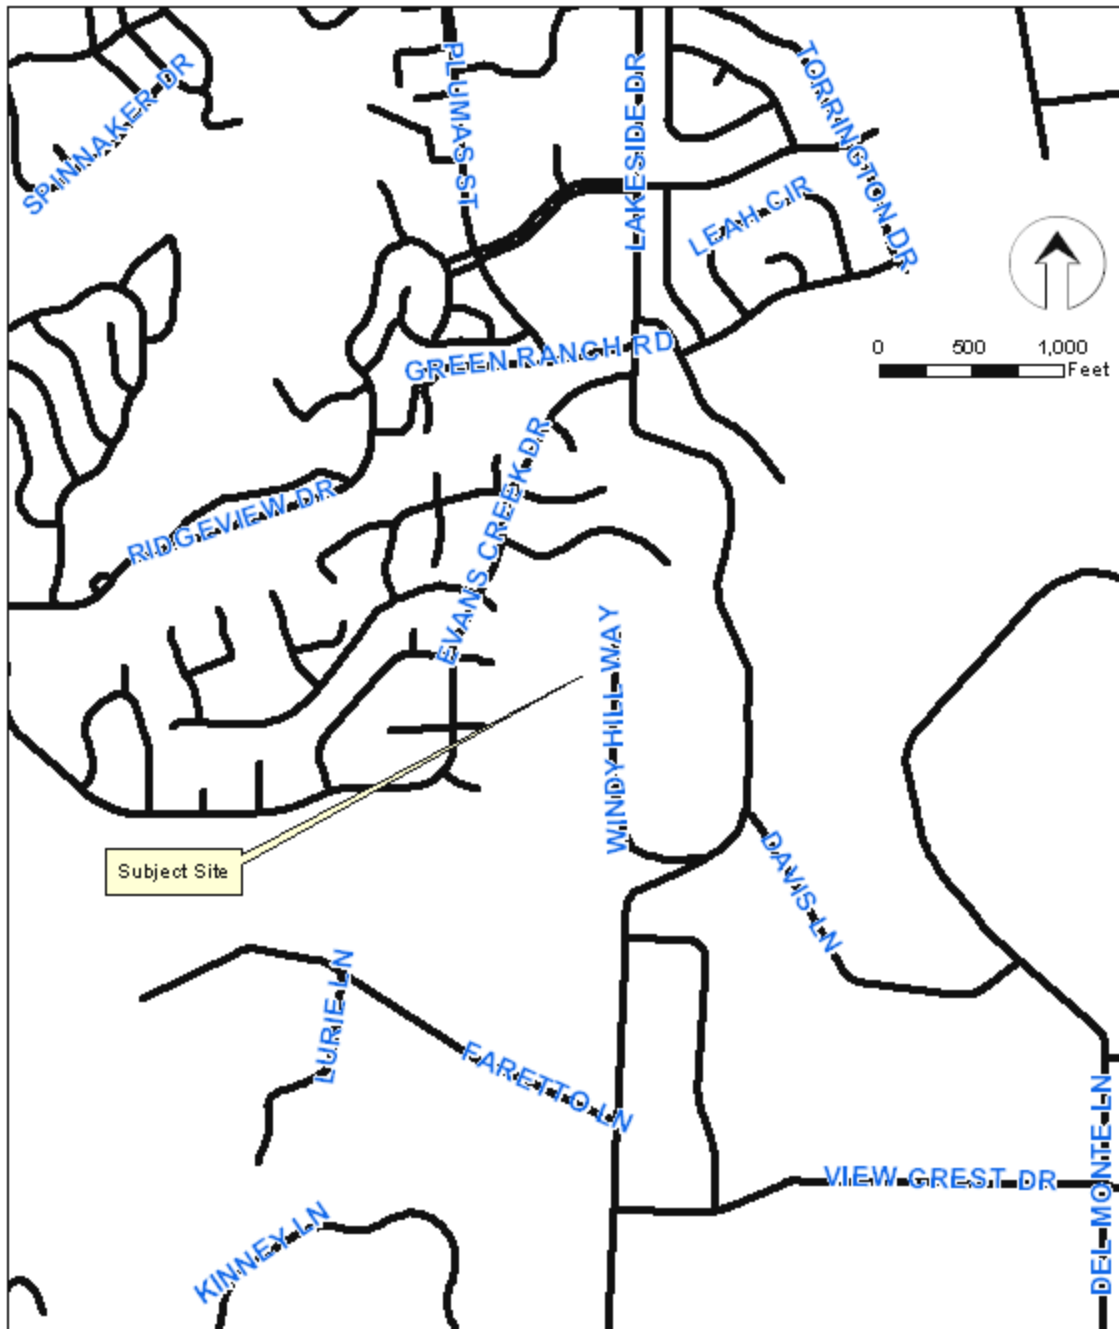 SPINNAKER DR
PLUMAS ST
LAKESIDE DR
TORRINGTON DR
LEAH CIR
0 500 1,000
Feet
GREEN RANCH RD
EVANS CREEK DR
RIDGEVIEW DR
WINDY HILL WAY
Subject Site
DAVIS LN
LURIE LN
FARETTO LN
VIEW CREST DR
DEL MONTE LN
KINNEY LN